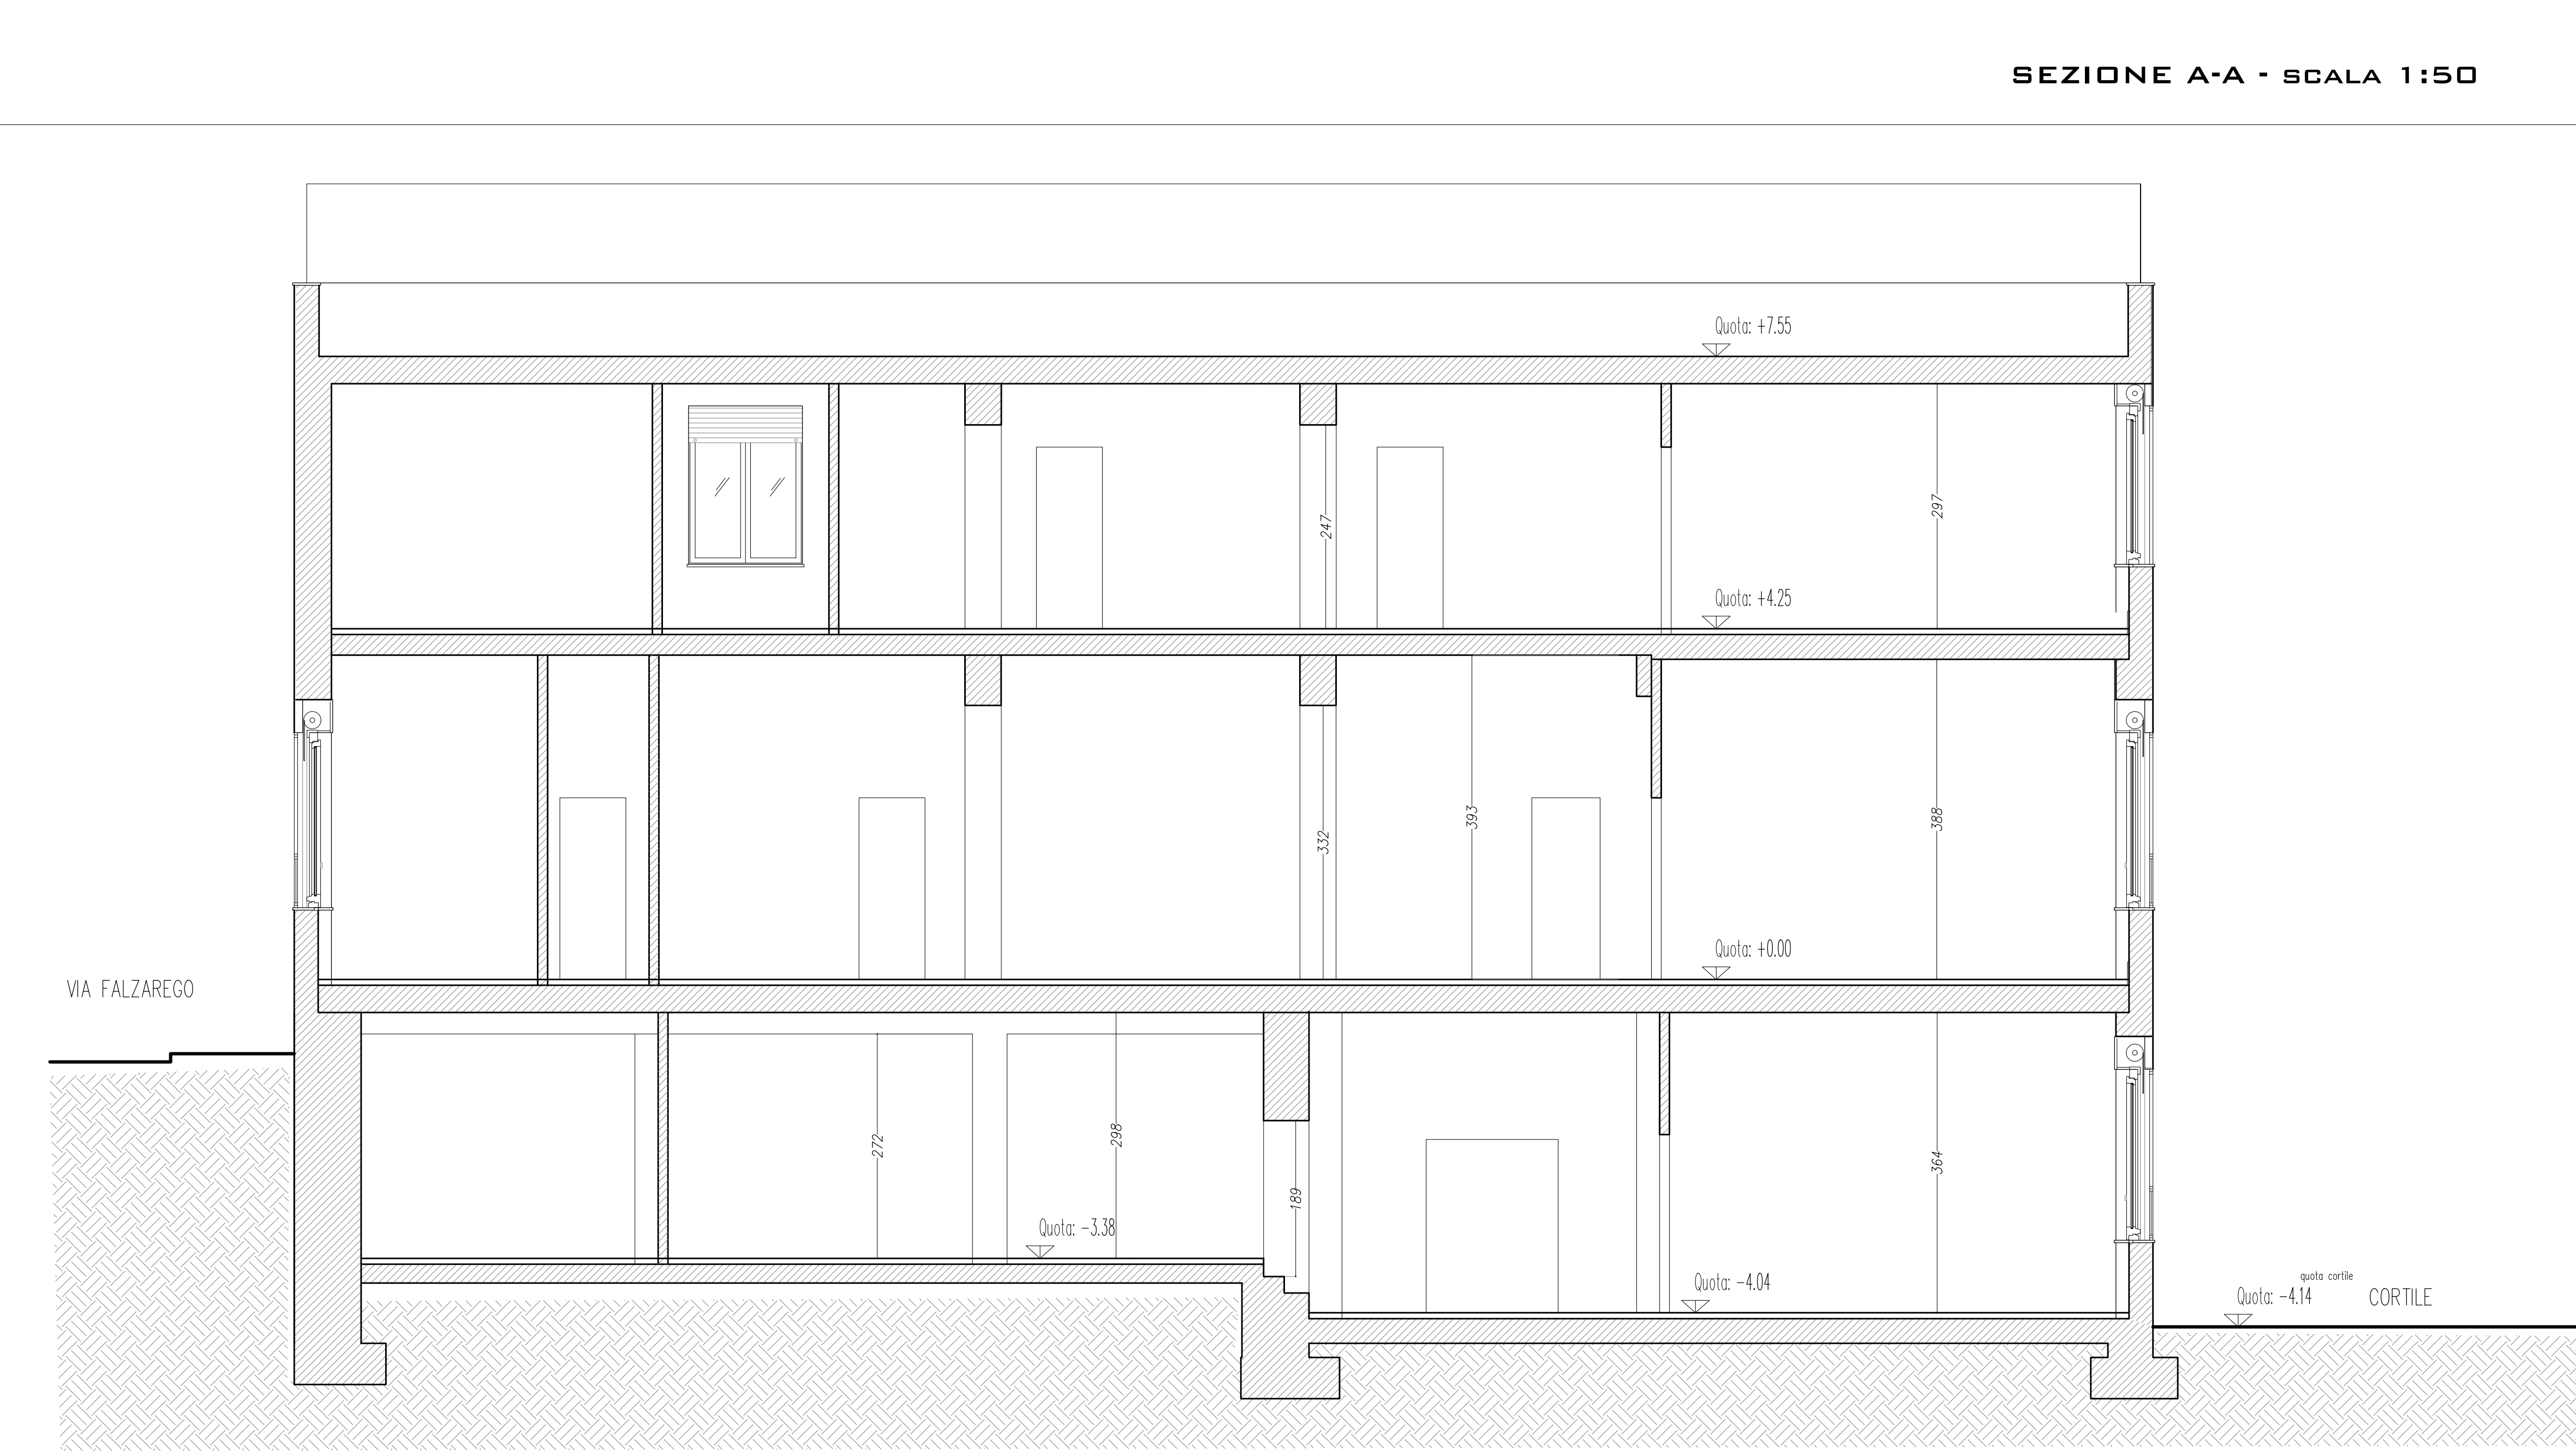 SEZIONE A-A - SCALA 1:50
Quota: +7.55
247
297
Quota: +4.25
332
393
388
Quota: +0.00
VIA FALZAREGO
272
298
189
364
Quota: -3.38
Quota: -4.04
quota cortile
Quota: -4.14
CORTILE